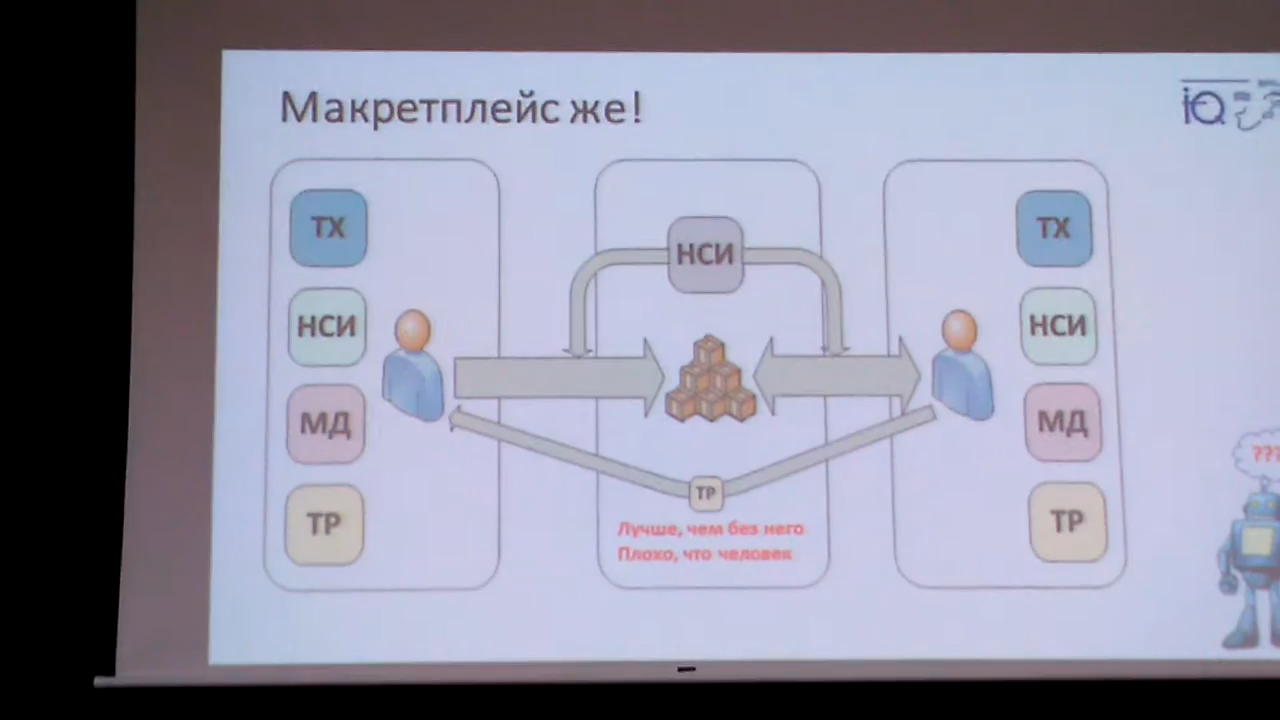 Макретплейс же!
iQ
ТХ
НСИ
МД
ТР
НСИ
ТР
Лучше, чем без него
Плохо, что человек
ТХ
НСИ
МД
ТР
???